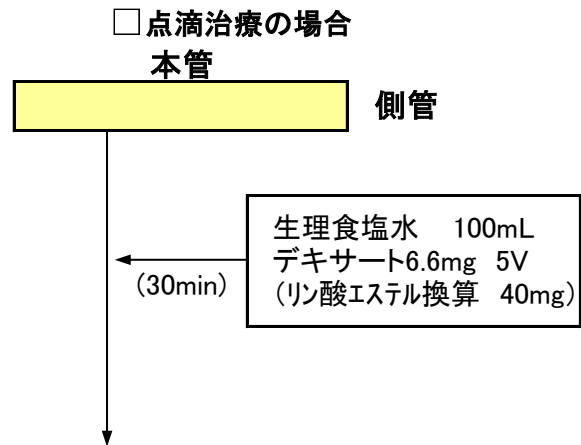 □点滴治療の場合
本管
側管
生理食塩水　100mL
デキサート6.6mg　5V
(リン酸エステル換算　40mg)
(30min)